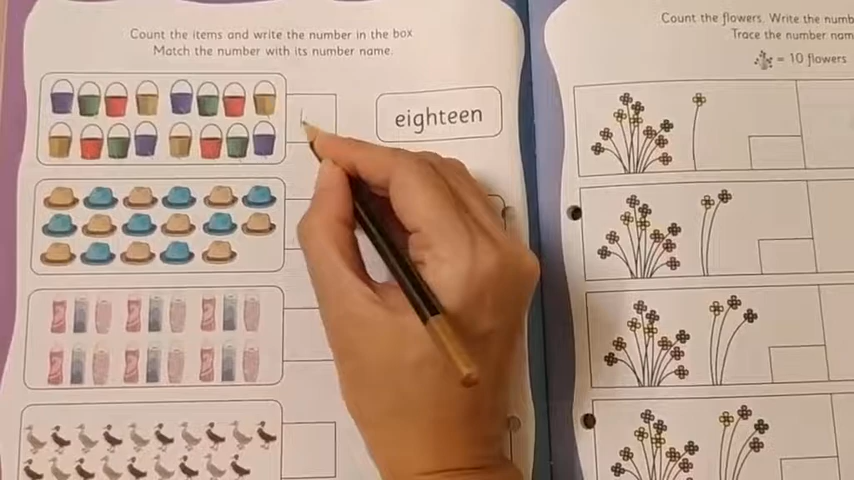 Count the items and write the number in the box
Match the number with its number name.
eighteen
Count the flowers. Write the numb
Trace the number name
= 10 flowers